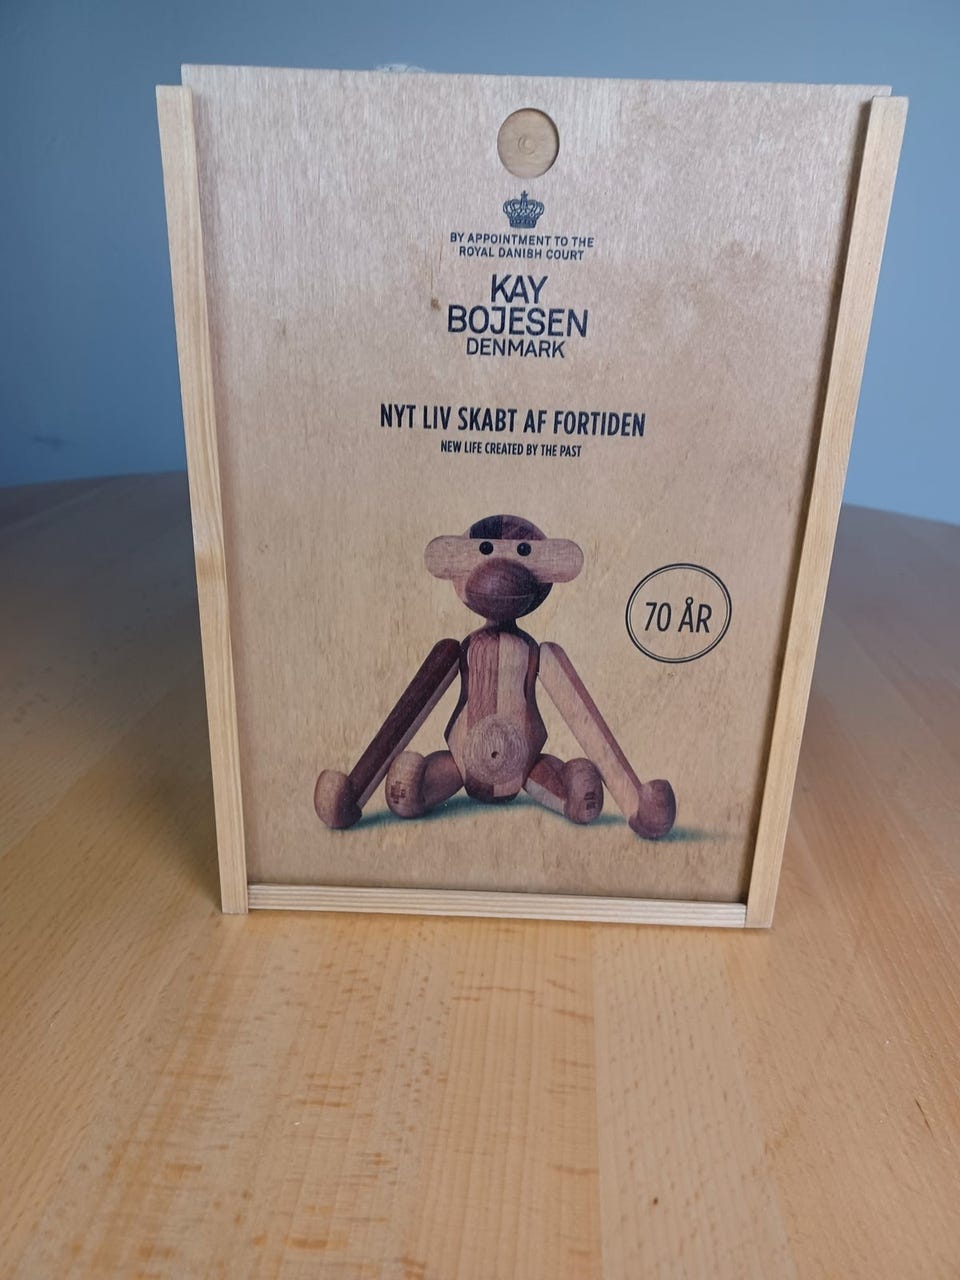 BY APPOINTMENT TO THE
ROYAL DANISH COURT
KAY
BOJESEN
DENMARK
NYT LIV SKABT AF FORTIDEN
NEW LIFE CREATED BY THE PAST
70 ÅR